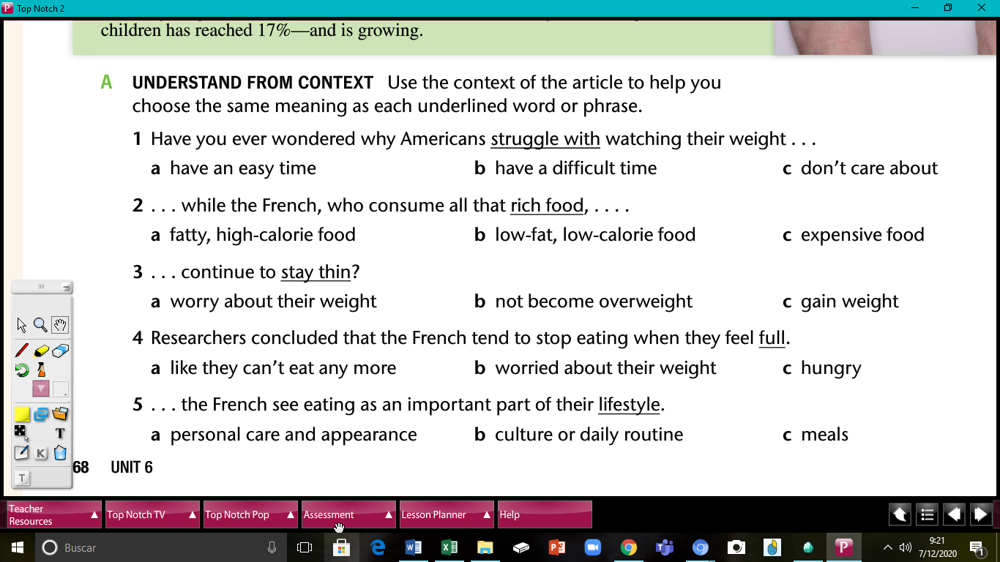 Top Notch 2
children has reached 17%—and is growing.
A UNDERSTAND FROM CONTEXT Use the context of the article to help you
choose the same meaning as each underlined word or phrase.
1 Have you ever wondered why Americans struggle with watching their weight . . .
a have an easy time b have a difficult time c don't care about
2 . . . while the French, who consume all that rich food, . . . .
a fatty, high-calorie food b low-fat, low-calorie food c expensive food
3 . . . continue to stay thin?
a worry about their weight b not become overweight c gain weight
4 Researchers concluded that the French tend to stop eating when they feel full.
a like they can't eat any more b worried about their weight c hungry
5 . . . the French see eating as an important part of their lifestyle.
a personal care and appearance b culture or daily routine c meals
68 UNIT 6
Teacher
Resources
Top Notch TV
Top Notch Pop
Assessment
Lesson Planner
Help
Buscar
9:21
7/12/2020